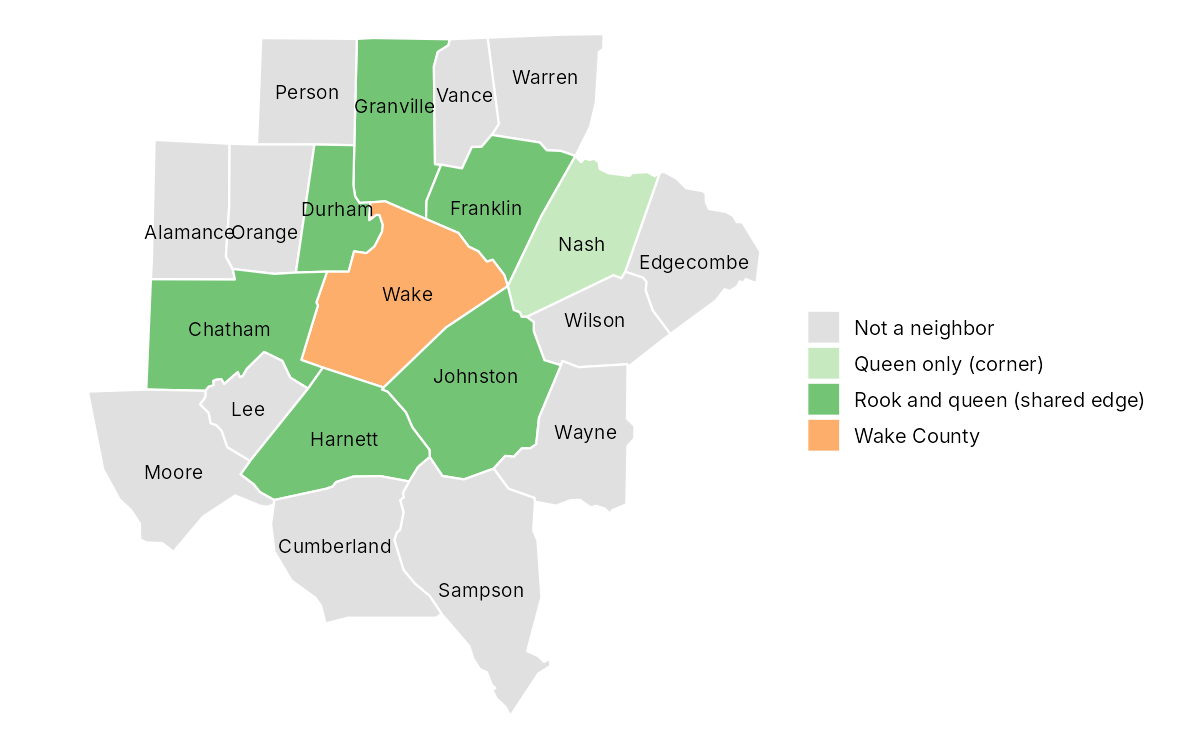 Warren
Person
Vance
Granville
Franklin
Durham
Alamance
Orange
Nash
Edgecombe
Wake
Wilson
Chatham
Johnston
Lee
Wayne
Harnett
Moore
Cumberland
Sampson
Not a neighbor
Queen only (corner)
Rook and queen (shared edge)
Wake County